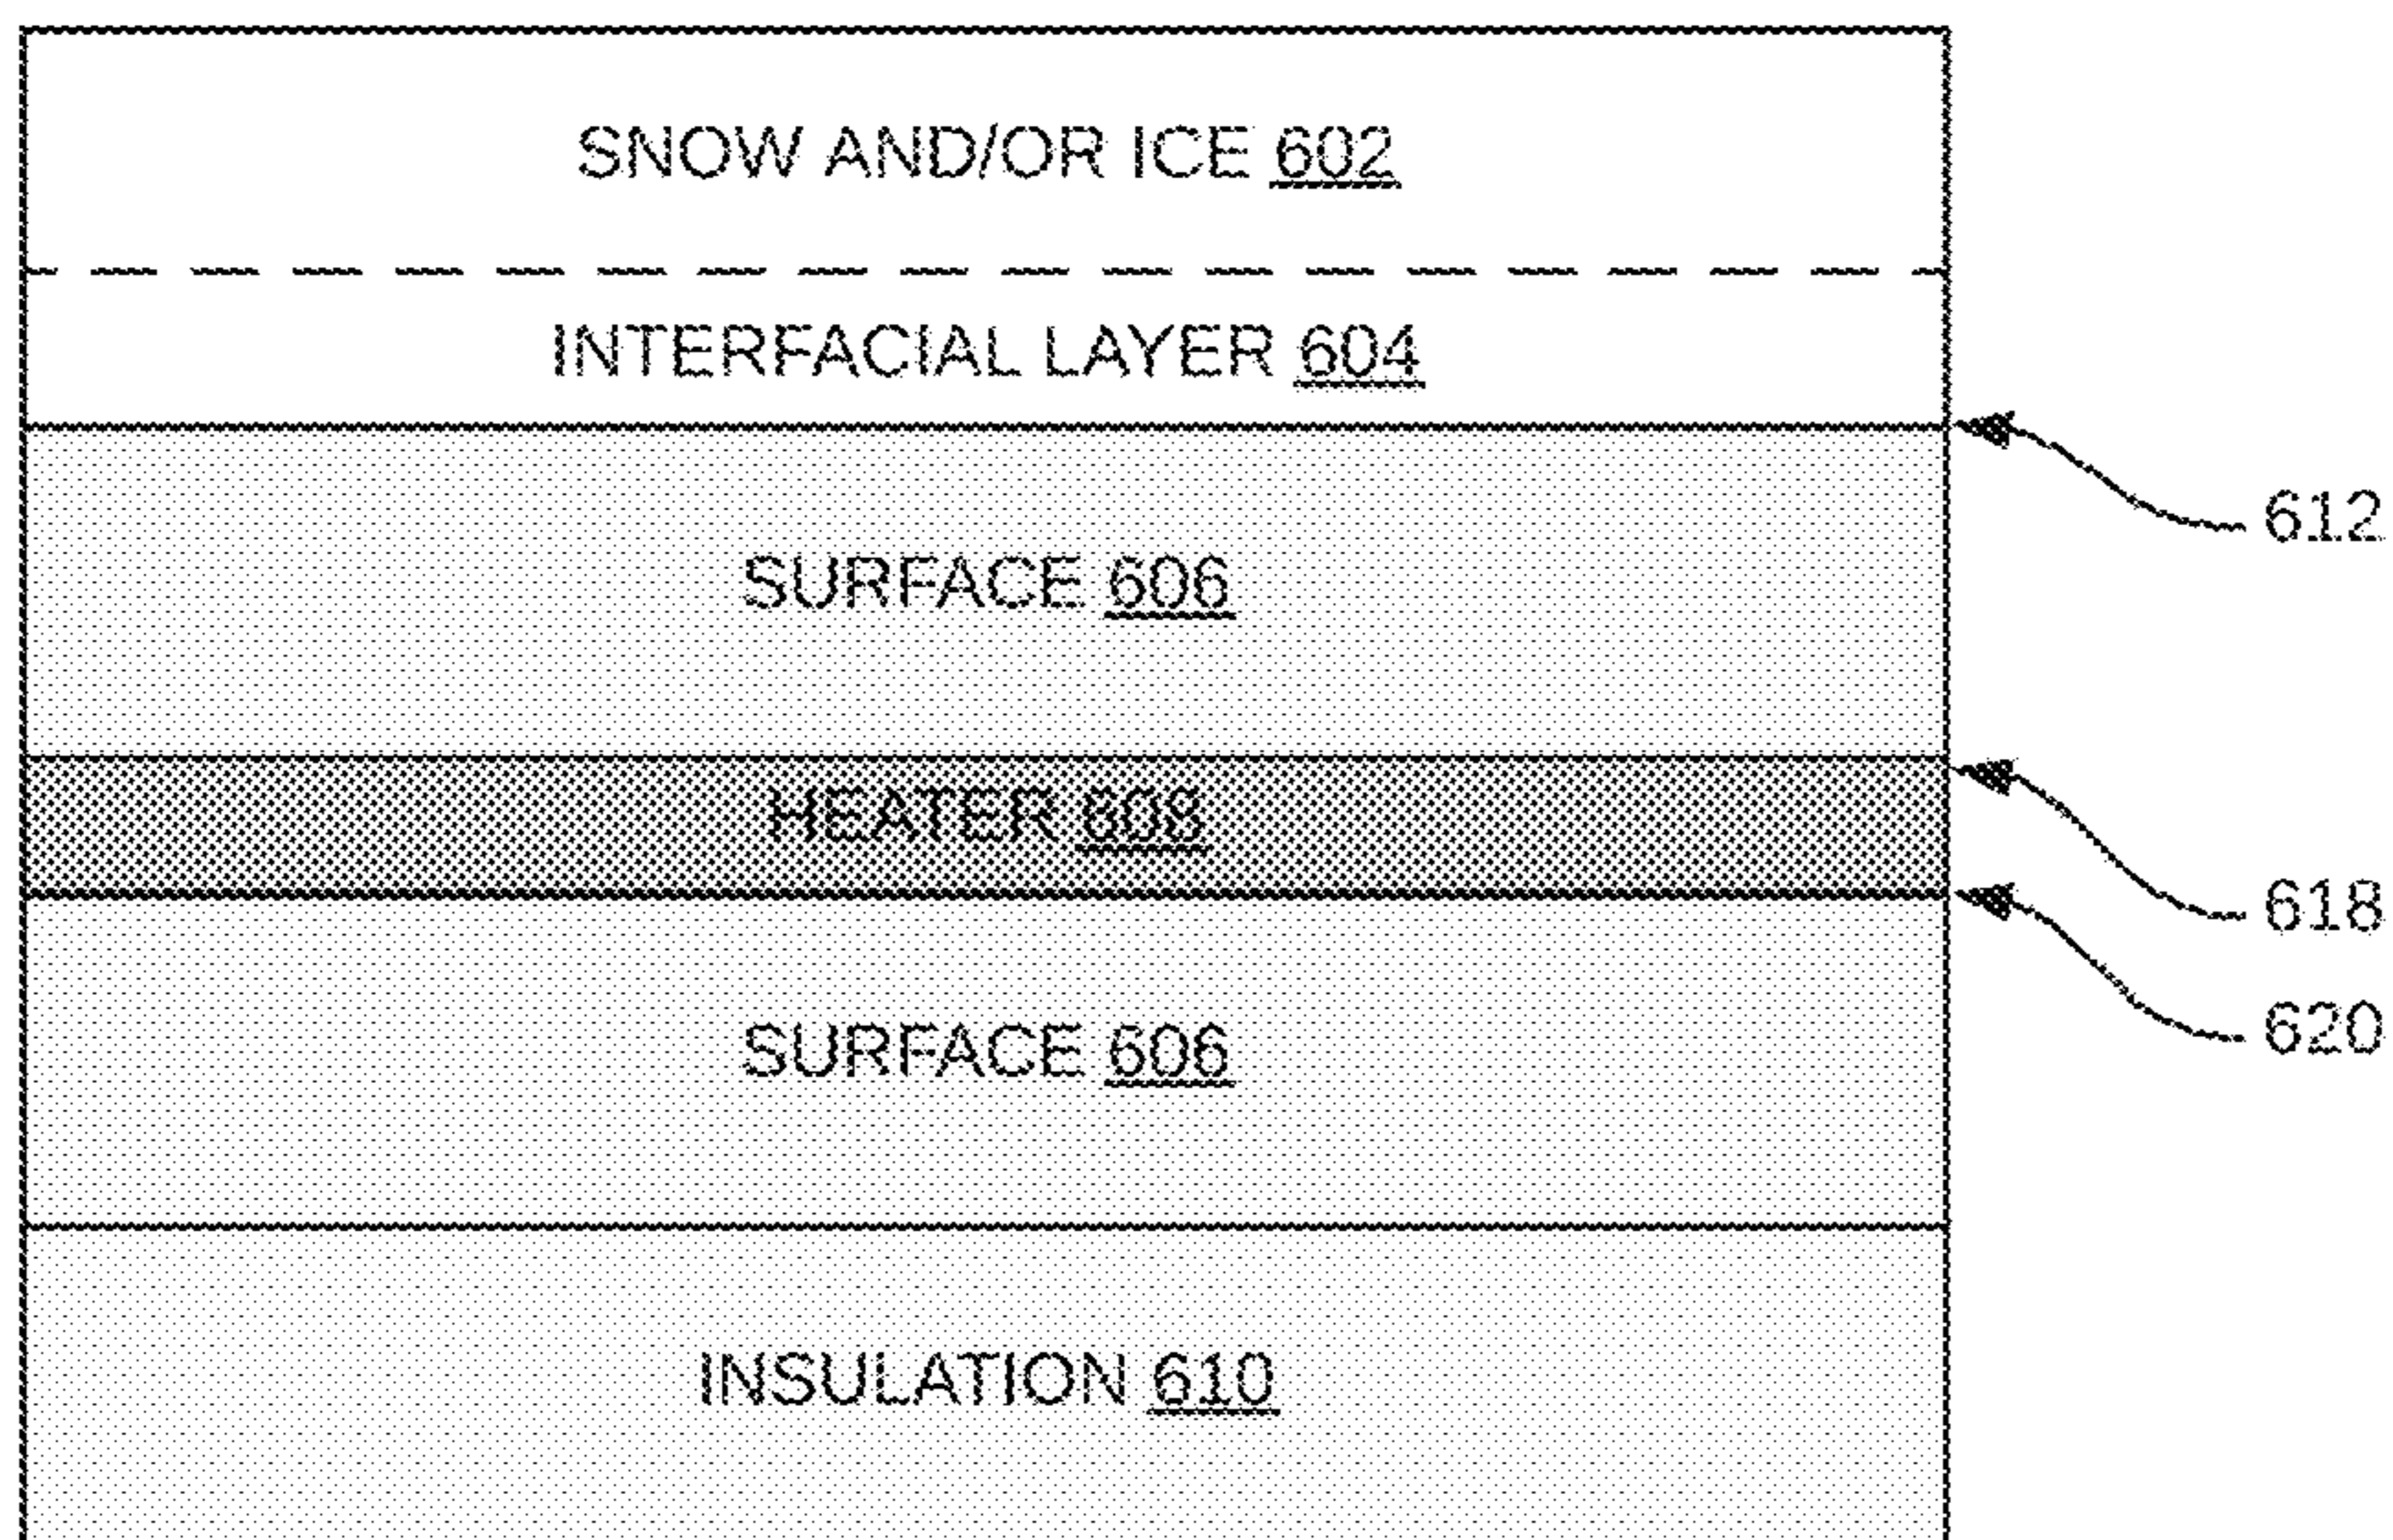 SNOW AND/OR ICE 602
INTERFACIAL LAYER 604
612
SURFACE 606
HEATER 608
618
620
SURFACE 606
INSULATION 610